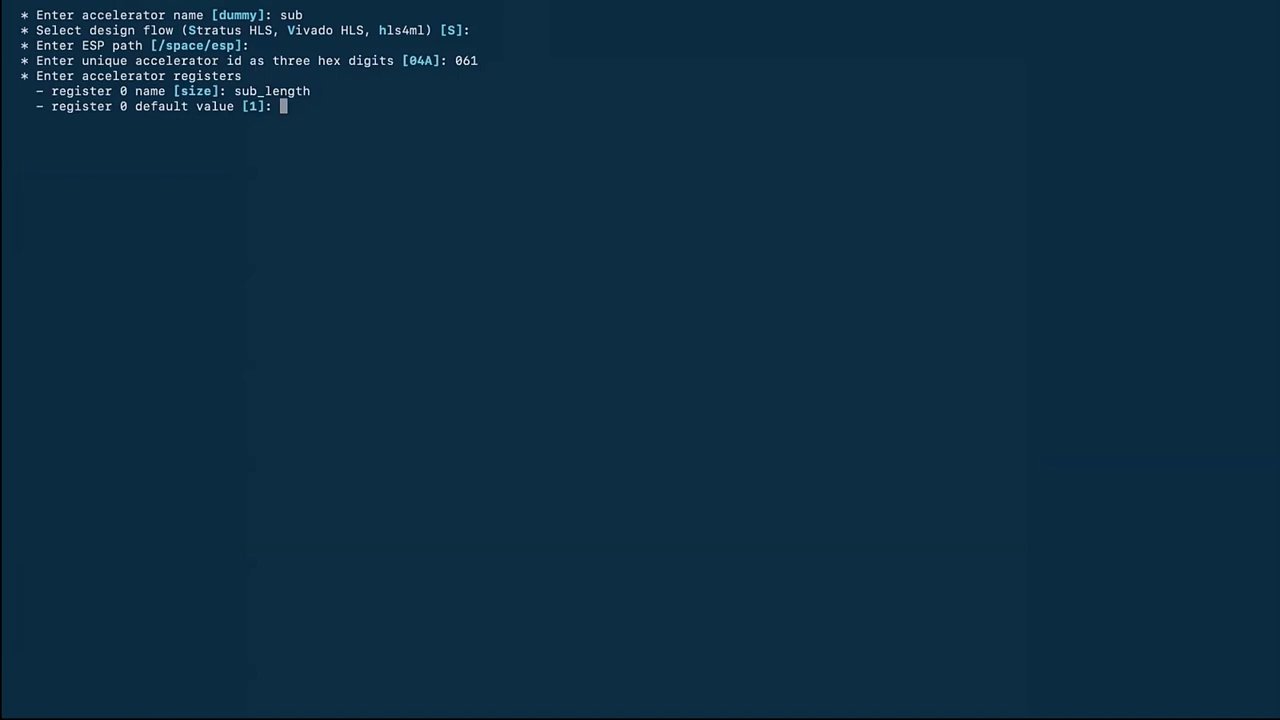 * Enter accelerator name [dummy]: sub
* Select design flow (Stratus HLS, Vivado HLS, hls4ml) [S]:
* Enter ESP path [/space/esp]:
* Enter unique accelerator id as three hex digits [04A]: 061
* Enter accelerator registers
- register 0 name [size]: sub_length
- register 0 default value [1]: